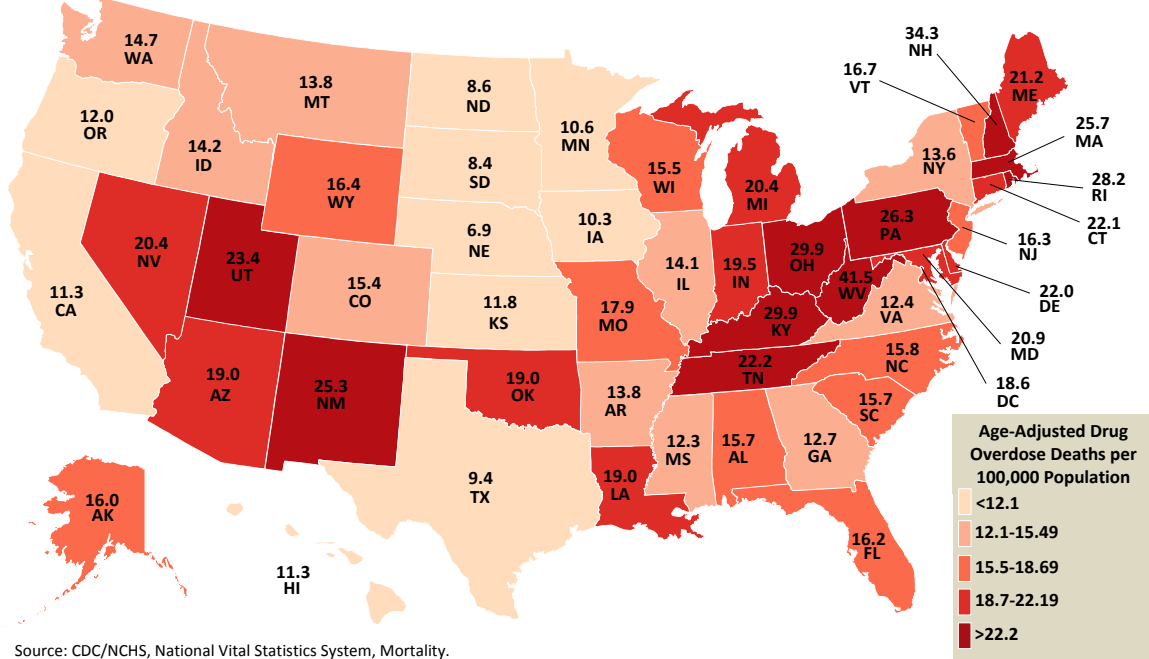 14.7
WA
13.8
MT
8.6
ND
10.6
MN
12.0
OR
14.2
ID
16.4
WY
8.4
SD
15.5
WI
20.4
MI
13.6
NY
16.7
VT
34.3
NH
21.2
ME
25.7
MA
28.2
RI
22.1
CT
16.3
NJ
22.0
DE
20.9
MD
18.6
DC
20.4
NV
23.4
UT
15.4
CO
6.9
NE
10.3
IA
14.1
IL
19.5
IN
29.9
OH
26.3
PA
41.5
WV
12.4
VA
11.3
CA
11.8
KS
17.9
MO
29.9
KY
15.8
NC
22.2
TN
15.7
SC
19.0
AZ
25.3
NM
19.0
OK
13.8
AR
12.3
MS
15.7
AL
12.7
GA
9.4
TX
19.0
LA
16.2
FL
16.0
AK
11.3
HI
Age-Adjusted Drug
Overdose Deaths per
100,000 Population
<12.1
12.1-15.49
15.5-18.69
18.7-22.19
>22.2
Source: CDC/NCHS, National Vital Statistics System, Mortality.